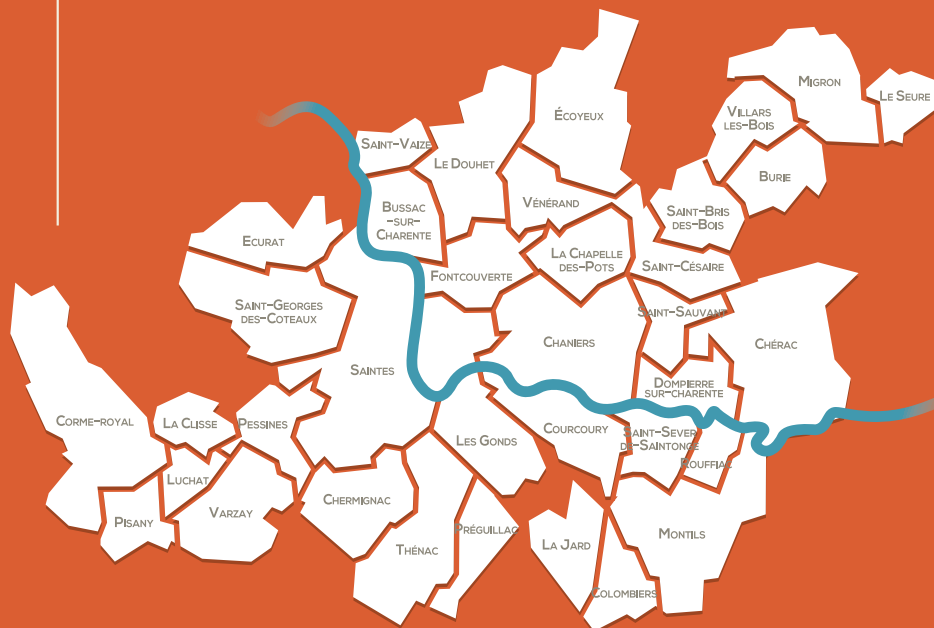 Migron
Le Seure
Écoyeux
Villars
les-Bois
Saint-Vaize
Le Douhet
Burie
Vénérand
Bussac
-sur-
Charente
Saint-Bris
des-Bois
Ecurat
La Chapelle
des-Pots
Saint-Césaire
Fontcouverte
Saint-Georges
des-Coteaux
Saint-Sauvant
Chaniers
Chérac
Saintes
Dompierre
sur-Charente
Corme-royal
La Clisse
Pessines
Courcoury
Les Gonds
Saint-Sever
de-Saintonge
Rouffiac
Luchat
Chermignac
Varzay
Pisany
Préguillac
Montils
La Jard
Thénac
Colombiers